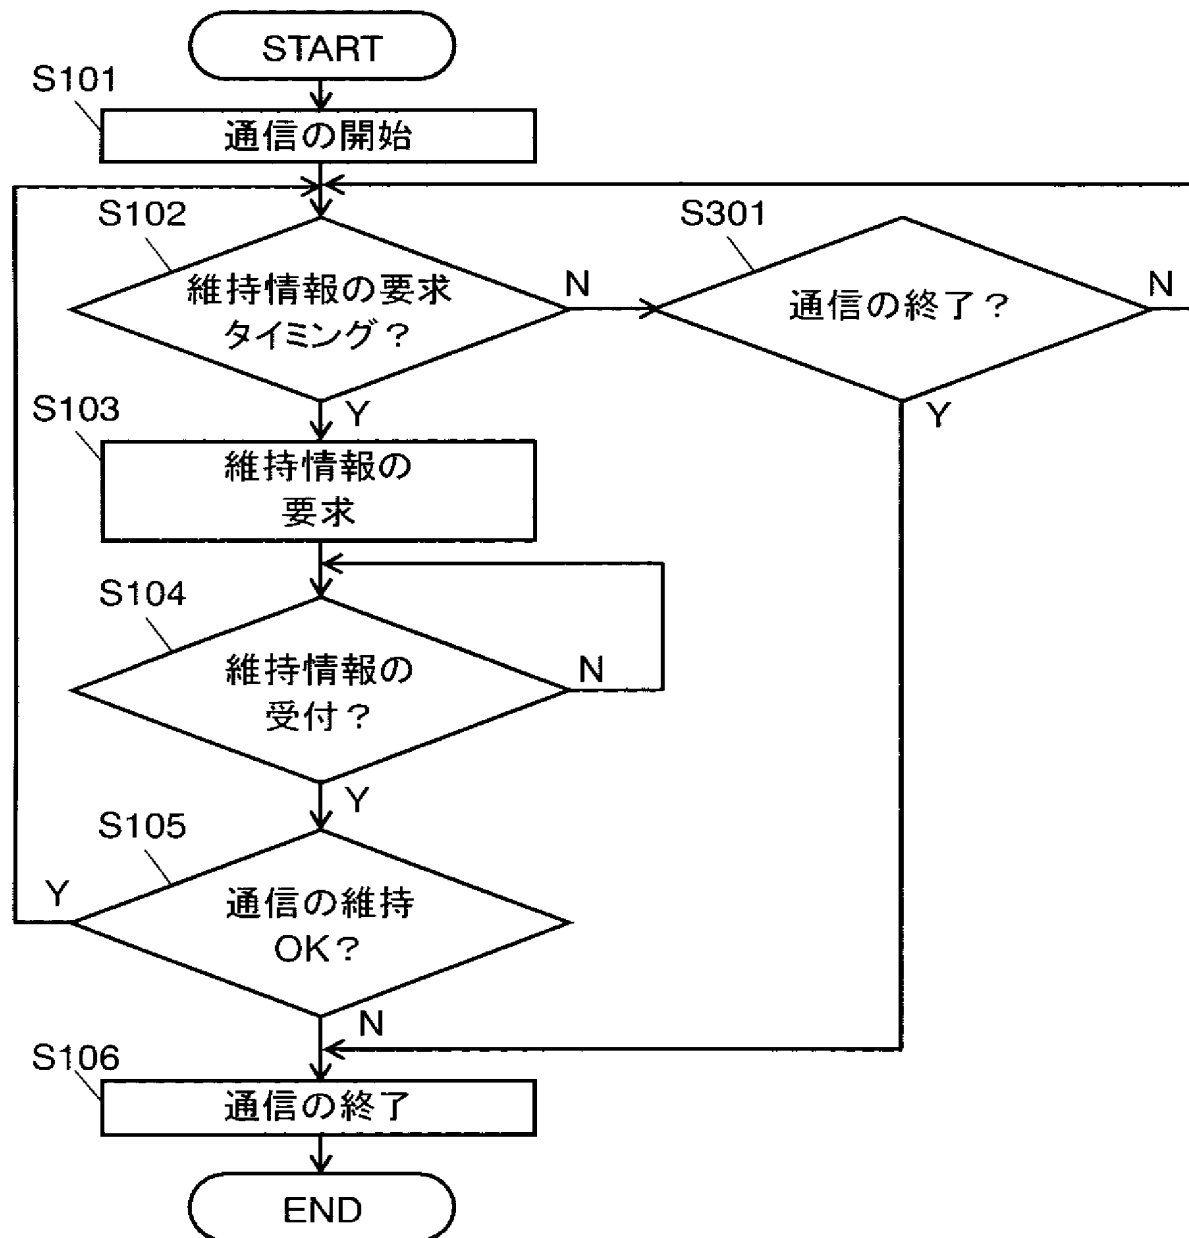 START
S101
通信の開始
S102
維持情報の要求
タイミング？
N
Y
S301
通信の終了？
N
Y
S103
維持情報の
要求
S104
維持情報の
受付？
N
Y
S105
通信の維持
OK？
Y
N
S106
通信の終了
END